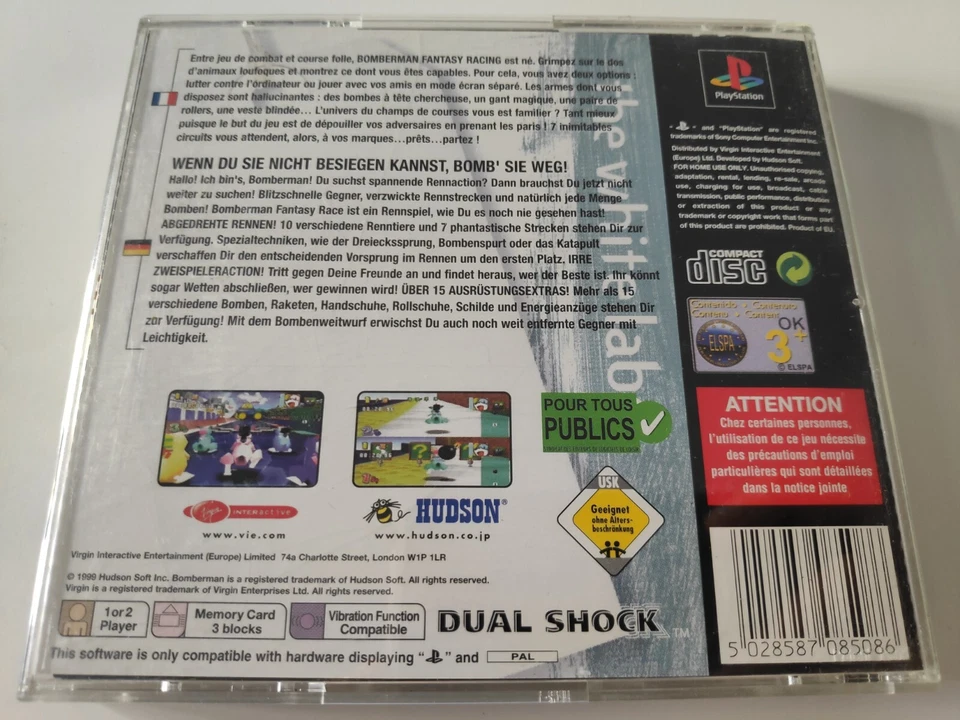 Entre jeu de combat et course folle, BOMBERMAN FANTASY RACING est né. Grimpez sur le dos
d'animaux loufoques et montrez ce dont vous êtes capables. Pour cela, vous avez deux options :
lutter contre l'ordinateur ou jouer avec vos amis en mode écran séparé. Les armes dont vous
disposez sont hallucinantes : des bombes à tête chercheuse, un gant magique, une paire de
rollers, une veste blindée... L'univers du champs de courses vous est familier ? Tant mieux
puisque le but du jeu est de dépouiller vos adversaires en prenant les paris ! 7 inimitables
circuits vous attendent, alors, à vos marques...prêts...partez !
WENN DU SIE NICHT BESIEGEN KANNST, BOMB' SIE WEG!
Hallo! Ich bin's, Bomberman! Du suchst spannende Rennaction? Dann brauchst Du jetzt nicht
weiter zu suchen! Blitzschnelle Gegner, verzwickte Rennstrecken und natürlich jede Menge
Bomben! Bomberman Fantasy Race ist ein Rennspiel, wie Du es noch nie gesehen hast!
ABGEDREHTE RENNEN! 10 verschiedene Renntiere und 7 phantastische Strecken stehen Dir zur
Verfügung. Spezialtechniken, wie der Dreieckssprung, Bombenspurt oder das Katapult
verschaffen Dir den entscheidenden Vorsprung im Rennen um den ersten Platz, IRRE
ZWEISPIELERACTION! Tritt gegen Deine Freunde an und findet heraus, wer der Beste ist. Ihr könnt
sogar Wetten abschließen, wer gewinnen wird! ÜBER 15 AUSRÜSTUNGSEXTRAS! Mehr als 15
verschiedene Bomben, Raketen, Handschuhe, Rollschuhe, Schilde und Energieanzüge stehen Dir
zur Verfügung! Mit dem Bombenweitwurf erwischst Du auch noch weit entfernte Gegner mit
Leichtigkeit.
the white lab
PlayStation
" " and "PlayStation" are registered
trademarks of Sony Computer Entertainment Inc.
Distributed by Virgin Interactive Entertainment
(Europe) Ltd. Developed by Hudson Soft.
FOR HOME USE ONLY. Unauthorised copying,
adaptation, rental, lending, re-sale, arcade
use, charging for use, broadcast, cable
transmission, public performance, distribution
or extraction of this product or any
trademark or copyright work that forms part
of this product are prohibited. Product of EU.
COMPACT
disc
Contenido Contenuto
Contenu Content
ELSPA
OK
3+
© ELSPA
ATTENTION
Chez certaines personnes,
l'utilisation de ce jeu nécessite
des précautions d'emploi
particulières qui sont détaillées
dans la notice jointe
POUR TOUS
PUBLICS
USK
Geeignet
ohne Alters-
beschränkung
Virgin INTERACTIVE
www.vie.com
HUDSON®
www.hudson.co.jp
Virgin Interactive Entertainment (Europe) Limited 74a Charlotte Street, London W1P 1LR
© 1999 Hudson Soft Inc. Bomberman is a registered trademark of Hudson Soft. All rights reserved.
Virgin is a registered trademark of Virgin Enterprises Ltd. All rights reserved.
1 or 2
Player
Memory Card
3 blocks
Vibration Function
Compatible
DUAL SHOCK™
This software is only compatible with hardware displaying " " and PAL
5 028587 085086